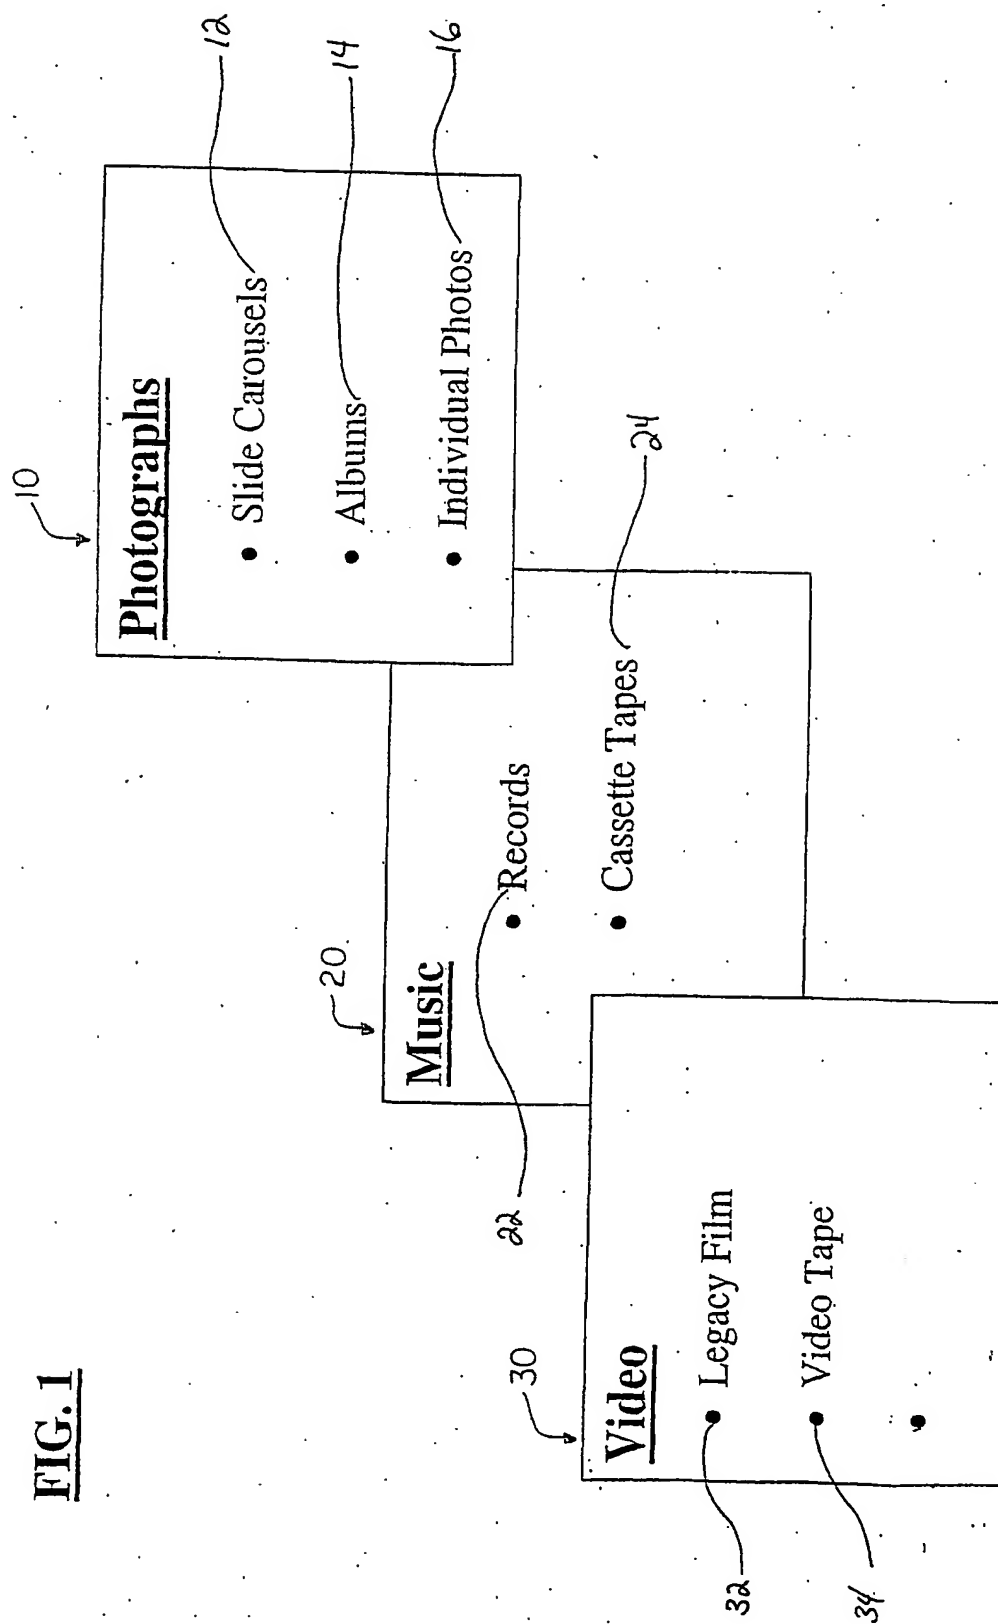 FIG. 1
10
Photographs
• Slide Carousels
12
• Albums
14
• Individual Photos
16
20
Music
22
• Records
• Cassette Tapes
24
30
Video
32
• Legacy Film
34
• Video Tape
•